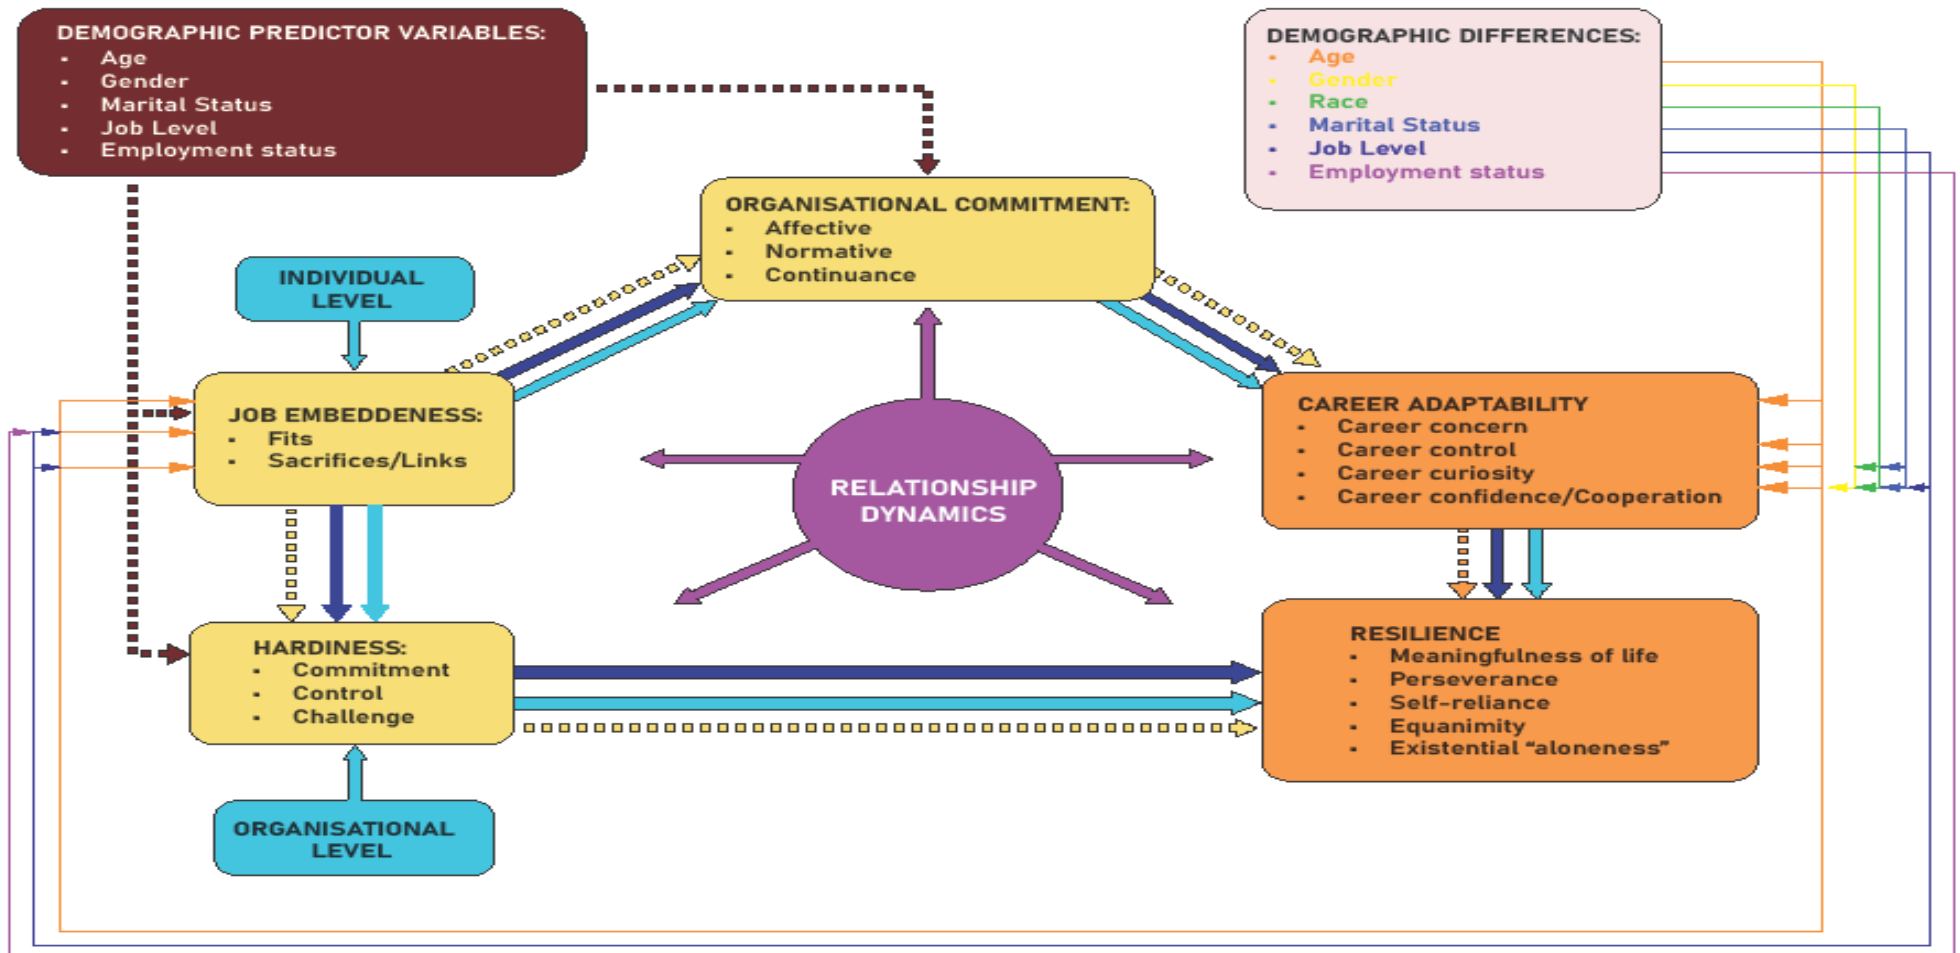 DEMOGRAPHIC PREDICTOR VARIABLES:
▪ Age
▪ Gender
▪ Marital Status
▪ Job Level
▪ Employment status
DEMOGRAPHIC DIFFERENCES:
▪ Age
▪ Gender
▪ Race
▪ Marital Status
▪ Job Level
▪ Employment status
ORGANISATIONAL COMMITMENT:
▪ Affective
▪ Normative
▪ Continuance
INDIVIDUAL
LEVEL
JOB EMBEDDENESS:
▪ Fits
▪ Sacrifices/Links
CAREER ADAPTABILITY
▪ Career concern
▪ Career control
▪ Career curiosity
▪ Career confidence/Cooperation
RELATIONSHIP
DYNAMICS
HARDINESS:
▪ Commitment
▪ Control
▪ Challenge
RESILIENCE
▪ Meaningfulness of life
▪ Perseverance
▪ Self-reliance
▪ Equanimity
▪ Existential “aloneness”
ORGANISATIONAL
LEVEL